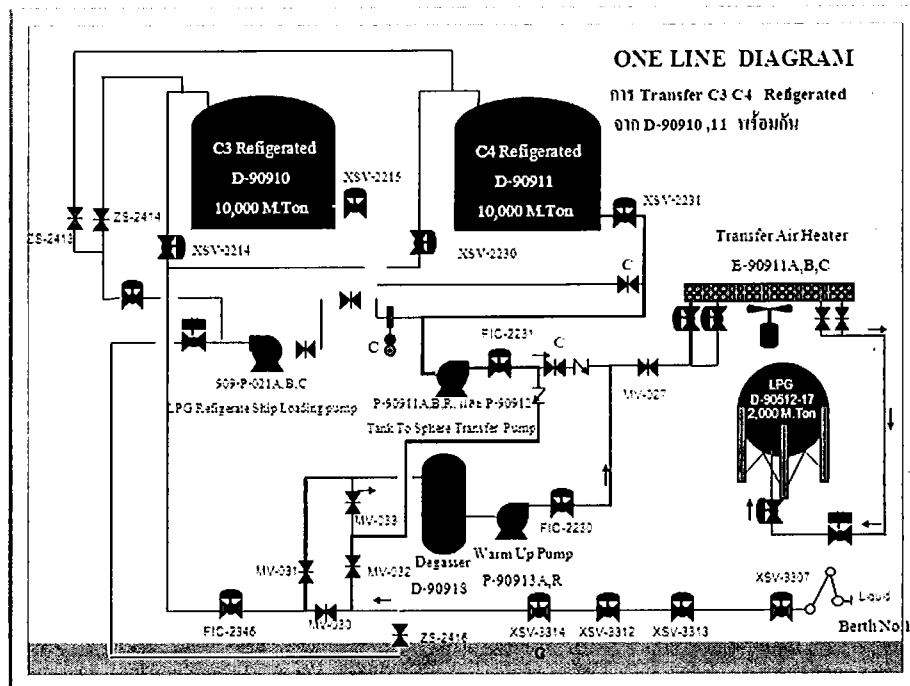 ONE LINE DIAGRAM
การ Transfer C3 C4 Refigerated
จาก D-90910 ,11 พร้อมกัน
C3 Refigerated
D-90910
10,000 M.Ton
XSV-2215
C4 Refigerated
D-90911
10,000 M.Ton
XSV-2231
ZS-2413
ZS-2414
XSV-2214
XSV-2230
Transfer Air Heater
E-90911A,B,C
C
C
FIC-2231
C
509-P-021A,B,C
LPG Refigerate Ship Loading pump
P-90911A,B,R, P-90912
Tank To Sphere Transfer Pump
MV-027
LPG
D-90512-17
2,000 M.Ton
MV-033
FIC-2230
Degasser
D-90918
Warm Up Pump
P-90913A,R
MV-031
MV-032
XSV-3307
Liquid
Berth No.1
FIC-2346
MV-030
ZS-2416
XSV-3314
XSV-3312
XSV-3313
G